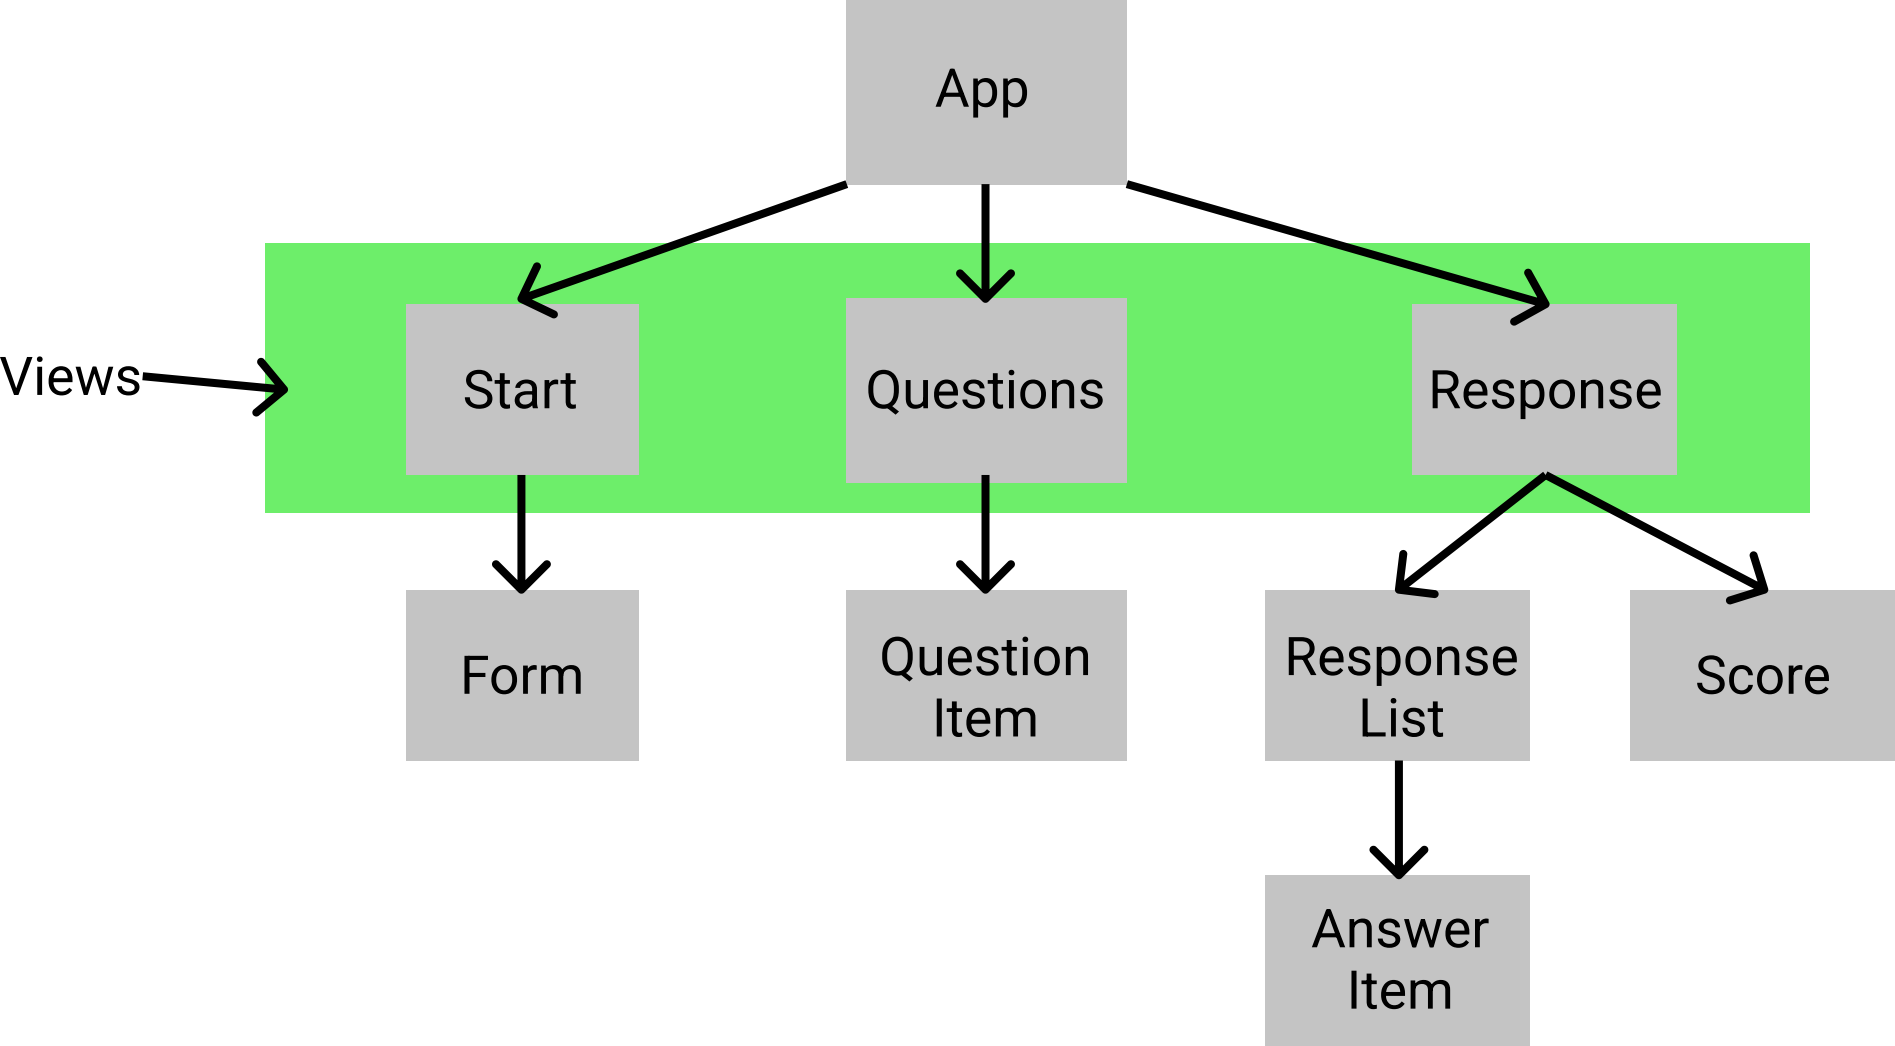 App
Views
Start
Questions
Response
Form
Question
Item
Response
List
Score
Answer
Item